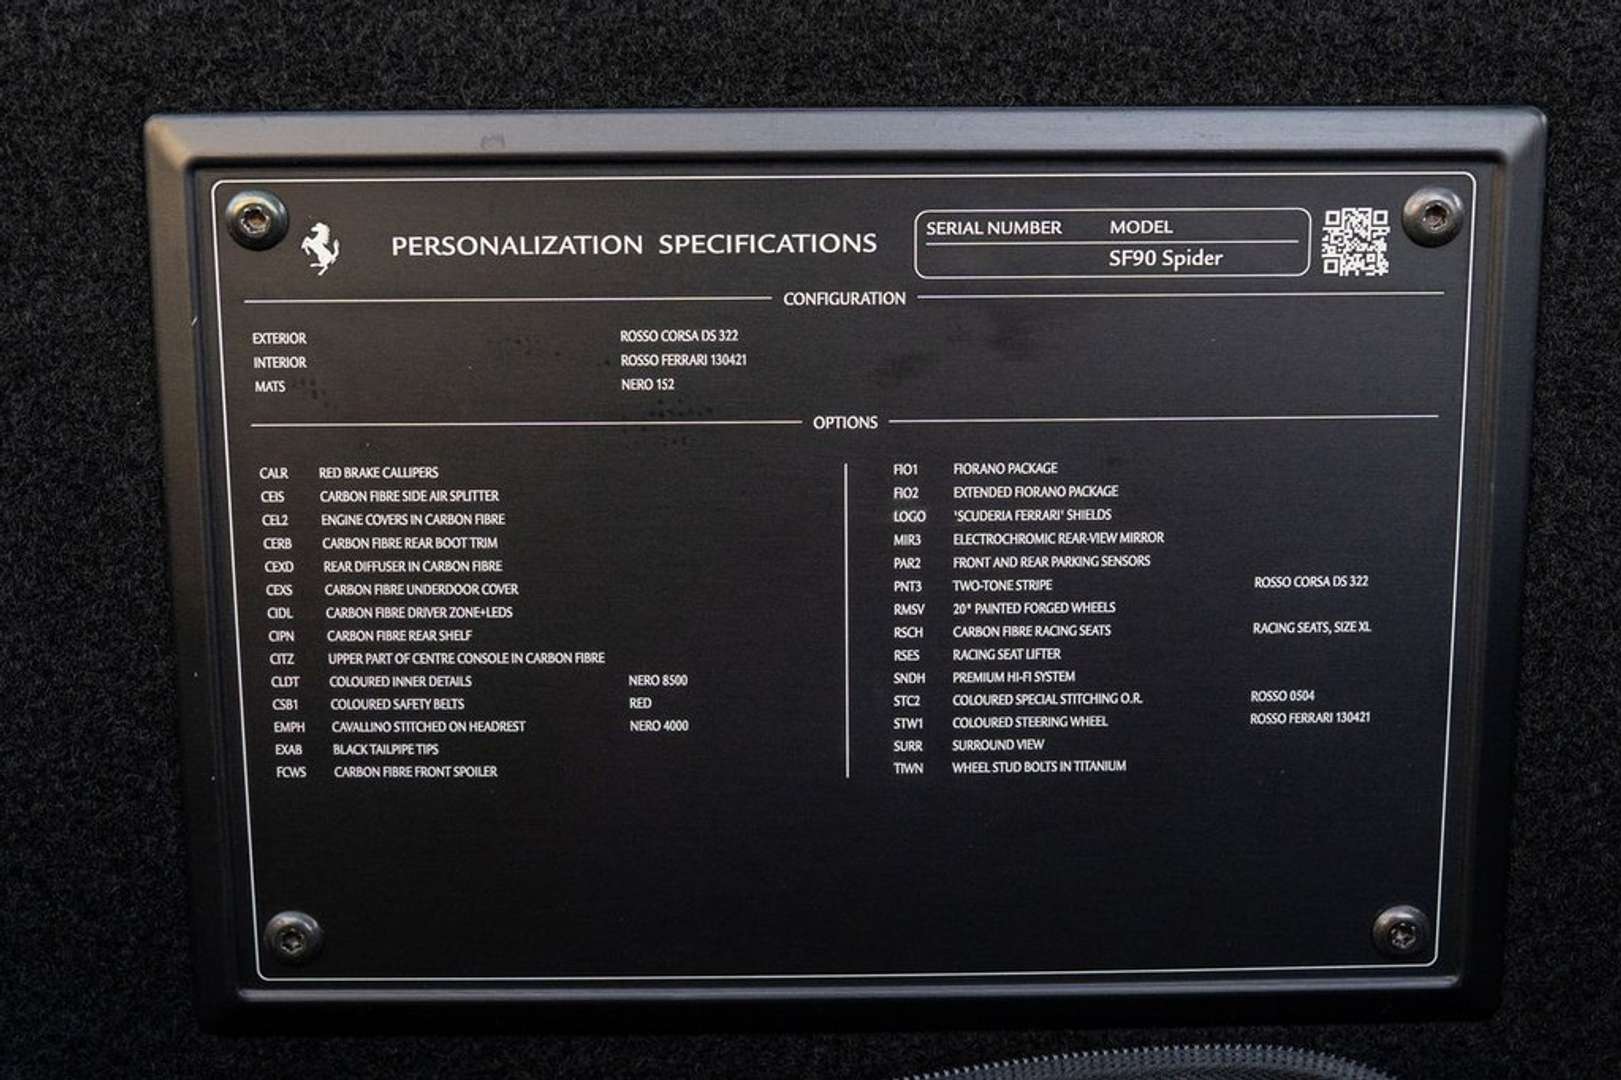 PERSONALIZATION SPECIFICATIONS
SERIAL NUMBER MODEL
SF90 Spider
CONFIGURATION
EXTERIOR ROSSO CORSA DS 322
INTERIOR ROSSO FERRARI 130421
MATS NERO 152
OPTIONS
CALR RED BRAKE CALLIPERS
CEIS CARBON FIBRE SIDE AIR SPLITTER
CEL2 ENGINE COVERS IN CARBON FIBRE
CERB CARBON FIBRE REAR BOOT TRIM
CEXD REAR DIFFUSER IN CARBON FIBRE
CEXS CARBON FIBRE UNDERDOOR COVER
CIDL CARBON FIBRE DRIVER ZONE+LEDS
CIPN CARBON FIBRE REAR SHELF
CITZ UPPER PART OF CENTRE CONSOLE IN CARBON FIBRE
CLDT COLOURED INNER DETAILS NERO 8500
CSB1 COLOURED SAFETY BELTS RED
EMPH CAVALLINO STITCHED ON HEADREST NERO 4000
EXAB BLACK TAILPIPE TIPS
FCWS CARBON FIBRE FRONT SPOILER
FIO1 FIORANO PACKAGE
FIO2 EXTENDED FIORANO PACKAGE
LOGO 'SCUDERIA FERRARI' SHIELDS
MIR3 ELECTROCHROMIC REAR-VIEW MIRROR
PAR2 FRONT AND REAR PARKING SENSORS
PNT3 TWO-TONE STRIPE ROSSO CORSA DS 322
RMSV 20" PAINTED FORGED WHEELS
RSCH CARBON FIBRE RACING SEATS RACING SEATS, SIZE XL
RSES RACING SEAT LIFTER
SNDH PREMIUM HI-FI SYSTEM
STC2 COLOURED SPECIAL STITCHING O.R. ROSSO 0504
STW1 COLOURED STEERING WHEEL ROSSO FERRARI 130421
SURR SURROUND VIEW
TIWN WHEEL STUD BOLTS IN TITANIUM